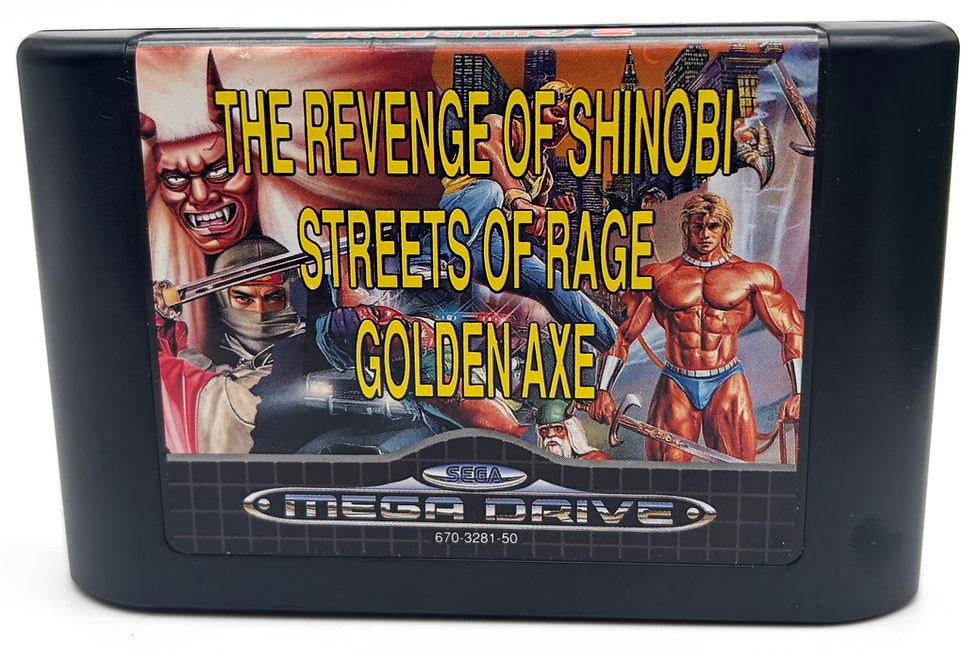 THE REVENGE OF SHINOBI
STREETS OF RAGE
GOLDEN AXE
SEGA
MEGA DRIVE
670-3281-50